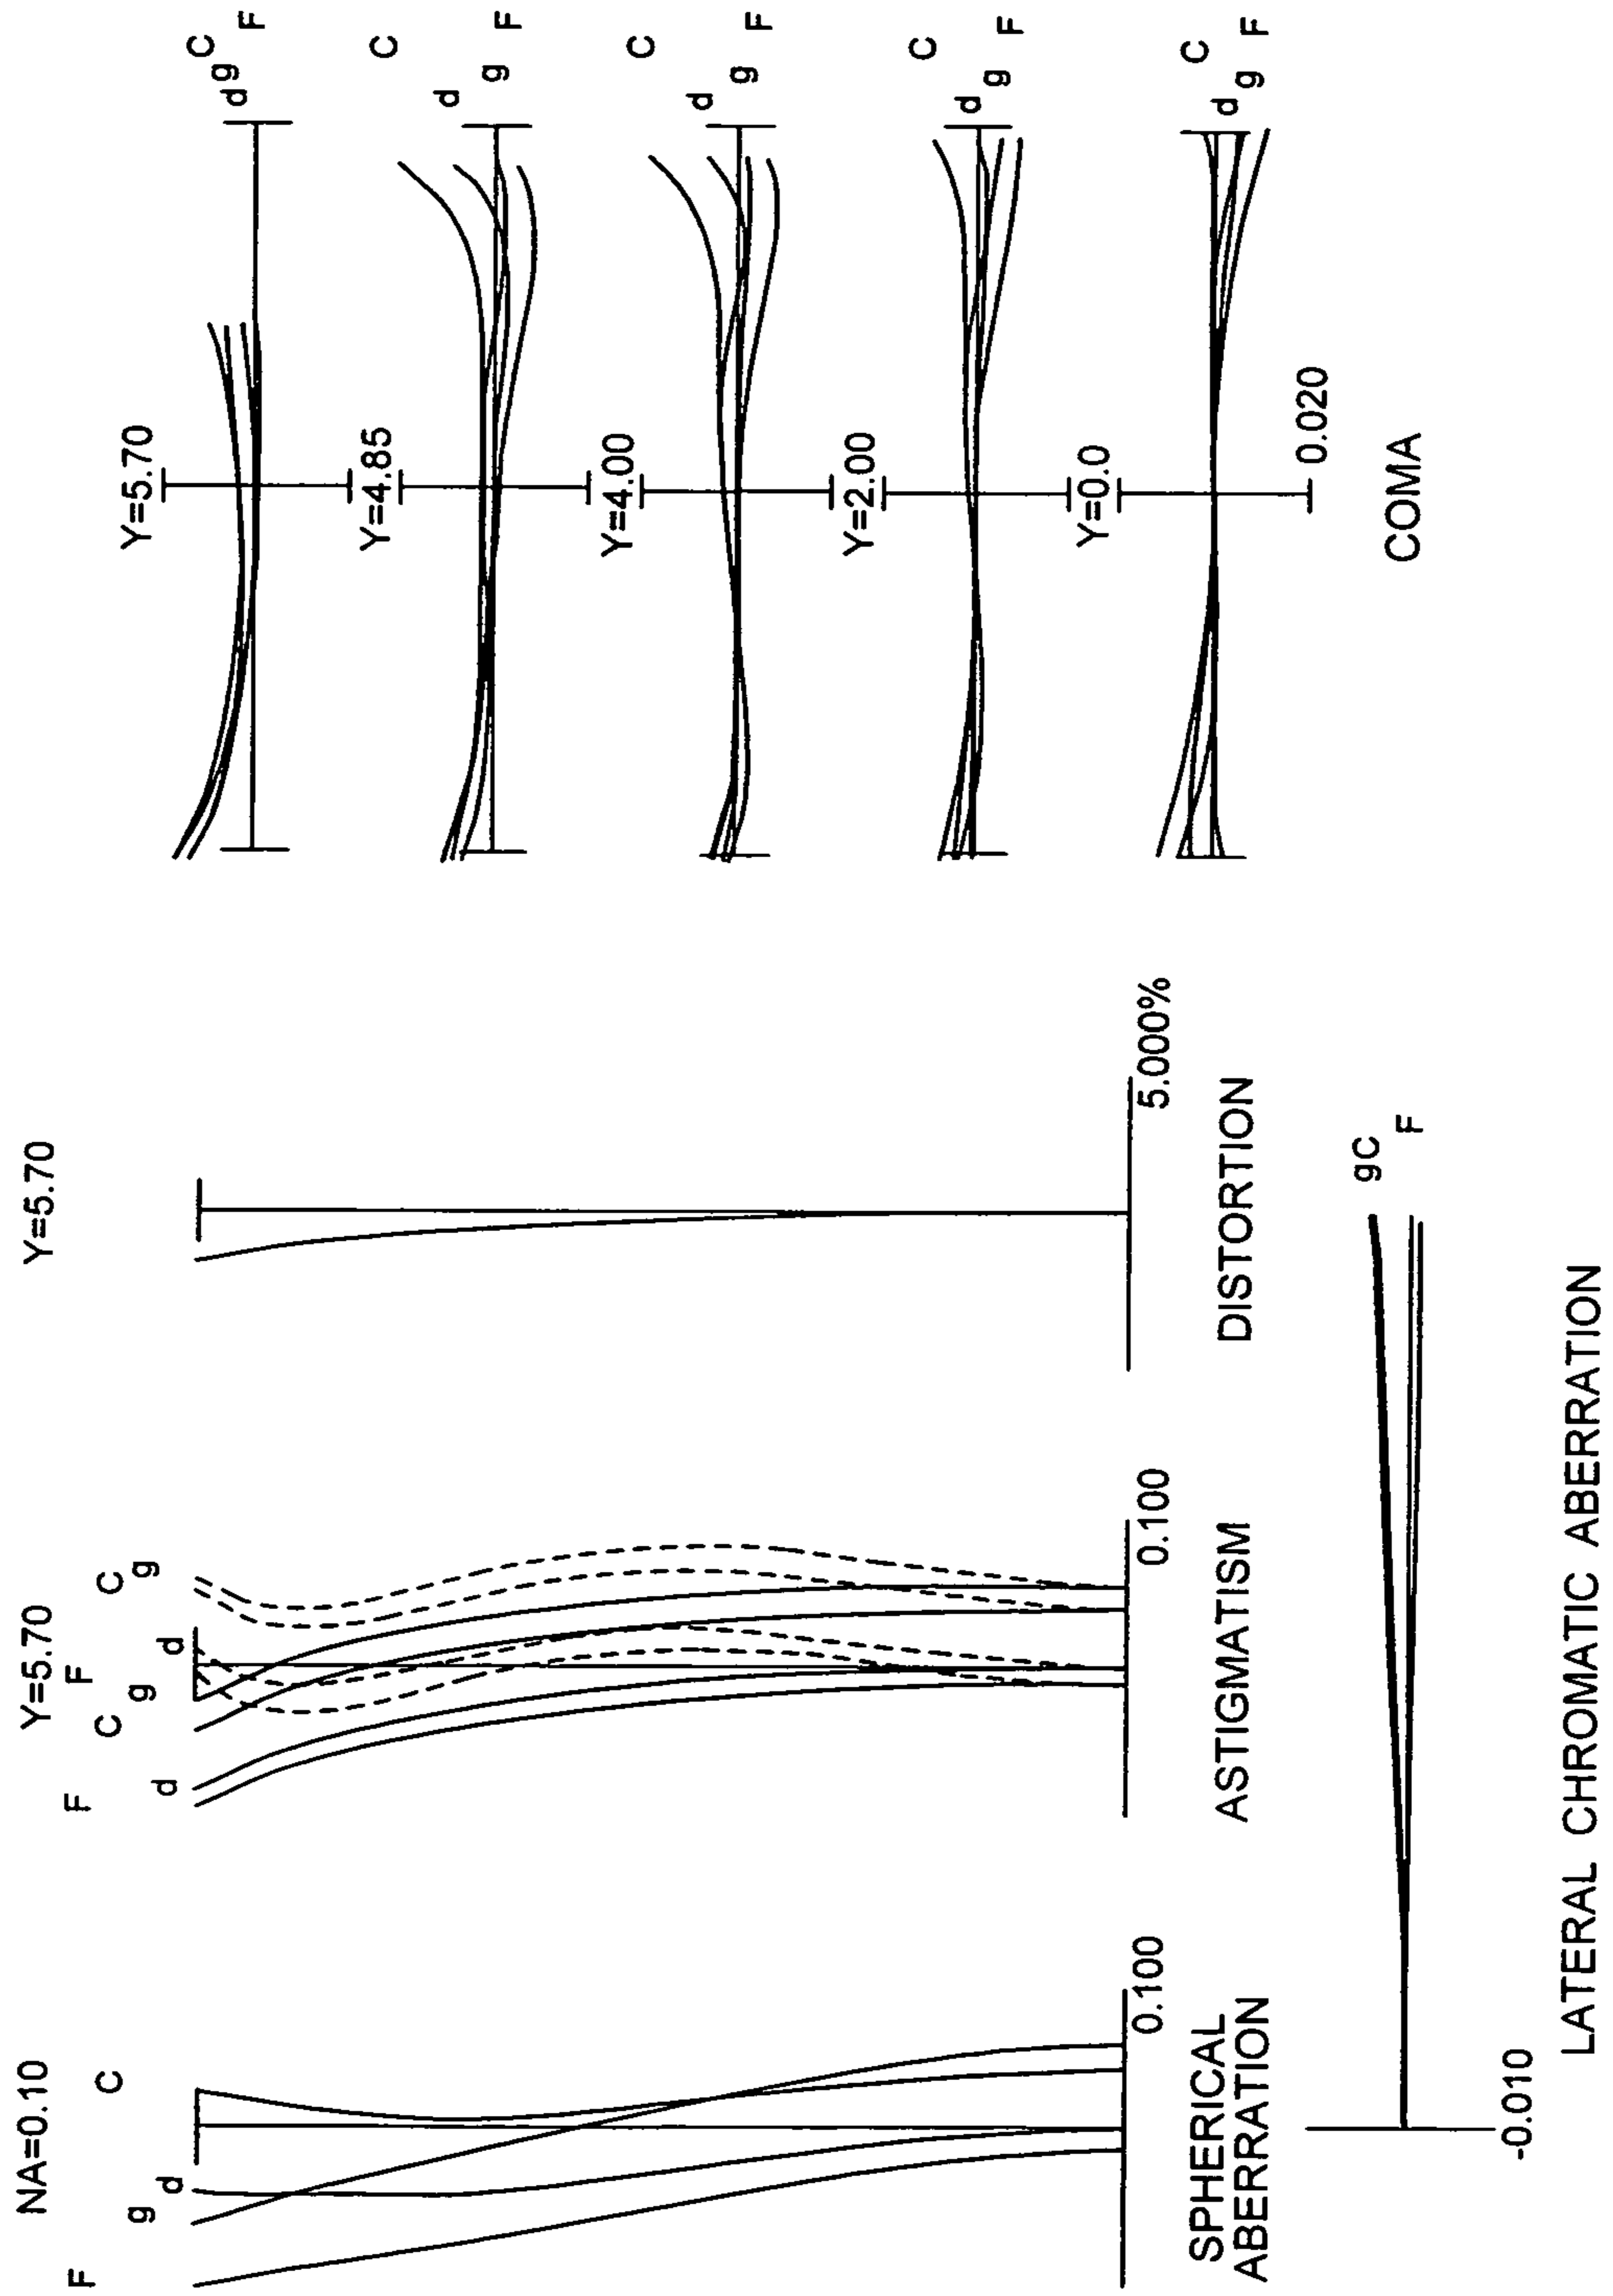 NA=0.10
F
g
d
C
0.100
SPHERICAL
ABERRATION
Y=5.70
F
C
g
F
d
d
C
g
0.100
ASTIGMATISM
Y=5.70
5.000%
DISTORTION
Y=5.70
d
g
C
F
Y=4.85
d
C
g
F
Y=4.00
d
C
g
F
Y=2.00
d
C
g
F
Y=0.0
d
C
g
F
0.020
COMA
gC
F
-0.010
LATERAL CHROMATIC ABERRATION